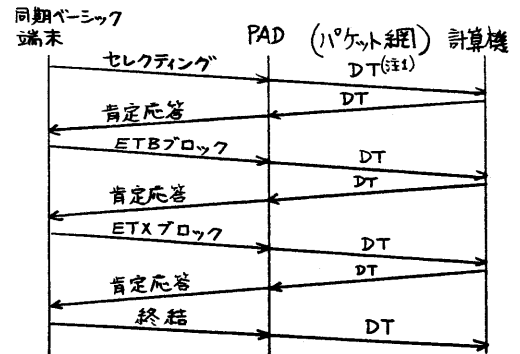 同期ベーシック
端末
PAD
(パケット網)
計算機
セレクティング
DT(注1)
DT
肯定応答
ETBブロック
DT
DT
肯定応答
ETXブロック
DT
DT
肯定応答
終結
DT